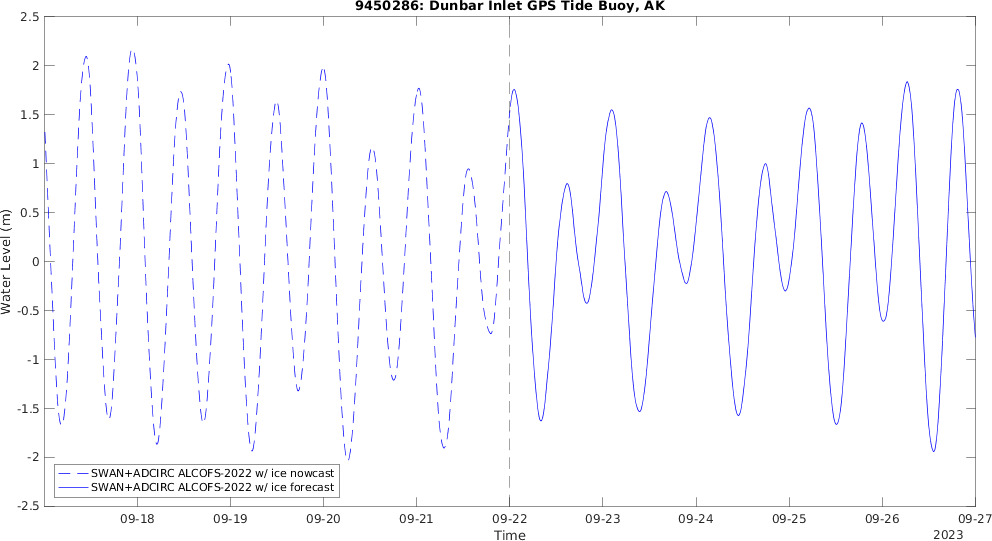 9450286: Dunbar Inlet GPS Tide Buoy, AK
2.5
2
1.5
1
0.5
0
-0.5
-1
-1.5
-2
-2.5
Water Level (m)
SWAN+ADCIRC ALCOFS-2022 w/ ice nowcast
SWAN+ADCIRC ALCOFS-2022 w/ ice forecast
09-18 09-19 09-20 09-21 09-22 09-23 09-24 09-25 09-26 09-27
Time
2023